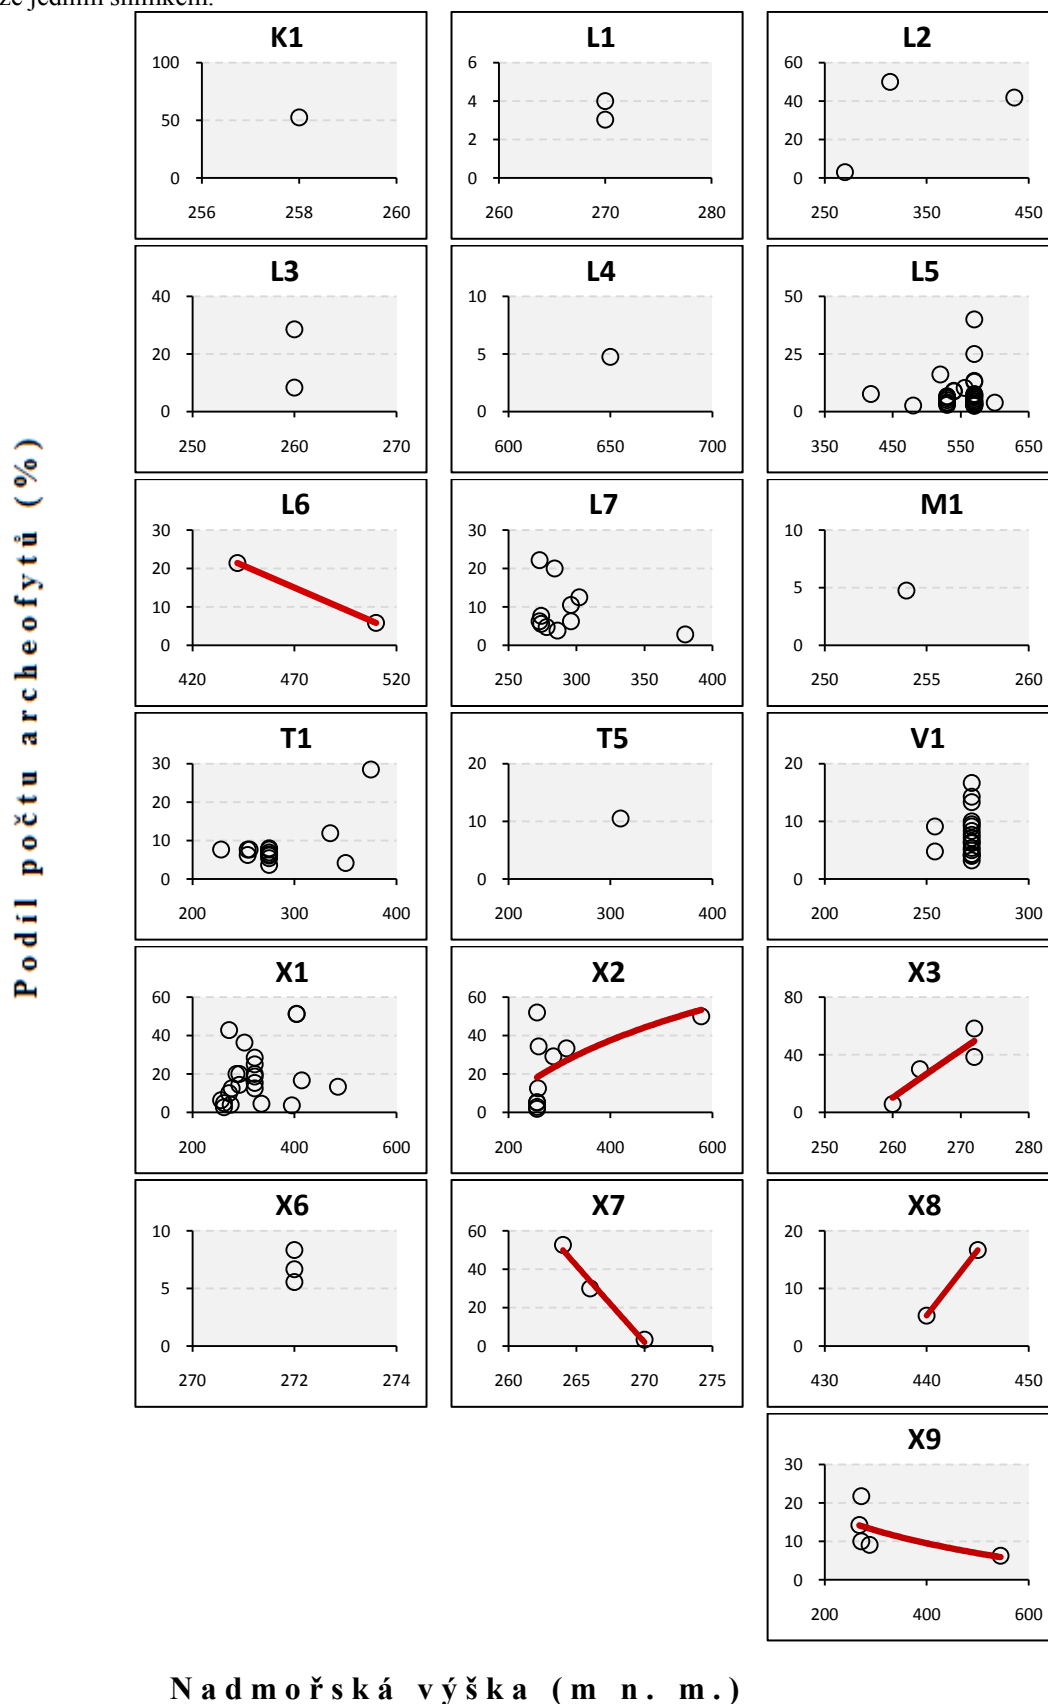 ze jedním snímkem.
K1 L1 L2
100 6 60
4 40
50
2 20
0 0 0
256 258 260 260 270 280 250 350 450
L3 L4 L5
40 10 50
20 5 25
0 0 0
250 260 270 600 650 700 350 450 550 650
L6 L7 M1
30 30 10
20 20
5
10 10
0 0 0
420 470 520 250 300 350 400 250 255 260
T1 T5 V1
30 20 20
20
10 10
10
0 0 0
200 300 400 200 300 400 200 250 300
X1 X2 X3
60 60 80
40 40
40
20 20
0 0 0
200 400 600 200 400 600 250 260 270 280
X6 X7 X8
10 60 20
40
5 10
20
0 0 0
270 272 274 260 265 270 275 430 440 450
X9
30
20
10
0
200 400 600
Podíl počtu archeofytů (%)
Nadmořská výška (m n. m.)